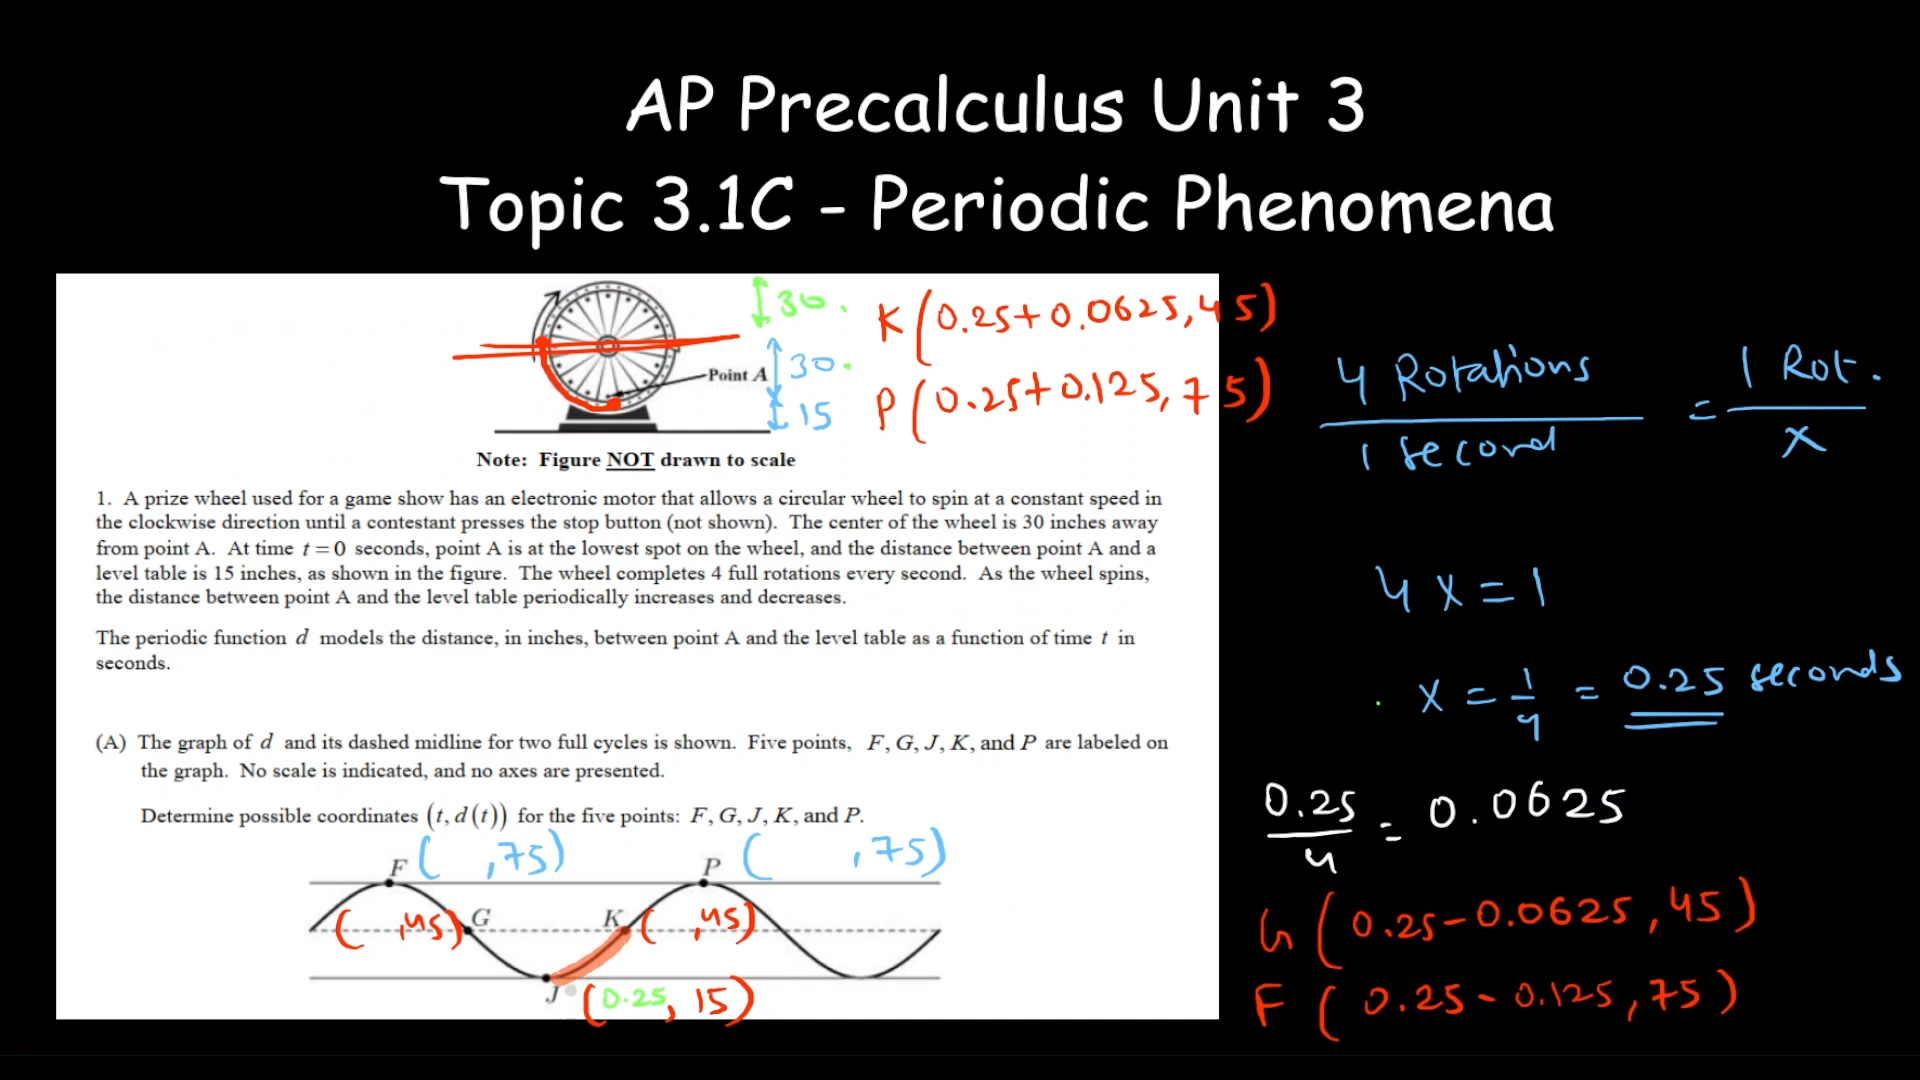 AP Precalculus Unit 3
Topic 3.1C - Periodic Phenomena
30
30
15
Point A
K(0.25+0.0625,45)
P(0.25+0.125,75)
4 Rotations = 1 Rot.
1 second x
Note: Figure NOT drawn to scale
1. A prize wheel used for a game show has an electronic motor that allows a circular wheel to spin at a constant speed in
the clockwise direction until a contestant presses the stop button (not shown). The center of the wheel is 30 inches away
from point A. At time t = 0 seconds, point A is at the lowest spot on the wheel, and the distance between point A and a
level table is 15 inches, as shown in the figure. The wheel completes 4 full rotations every second. As the wheel spins,
the distance between point A and the level table periodically increases and decreases.
The periodic function d models the distance, in inches, between point A and the level table as a function of time t in
seconds.
4x=1
x = 1/4 = 0.25 seconds
(A) The graph of d and its dashed midline for two full cycles is shown. Five points, F, G, J, K, and P are labeled on
the graph. No scale is indicated, and no axes are presented.
Determine possible coordinates (t, d(t)) for the five points: F, G, J, K, and P.
0.25/4 = 0.0625
F ( ,75) P ( ,75)
( ,45) G K ( ,45)
J (0.25, 15)
G (0.25-0.0625,45)
F (0.25-0.125,75)